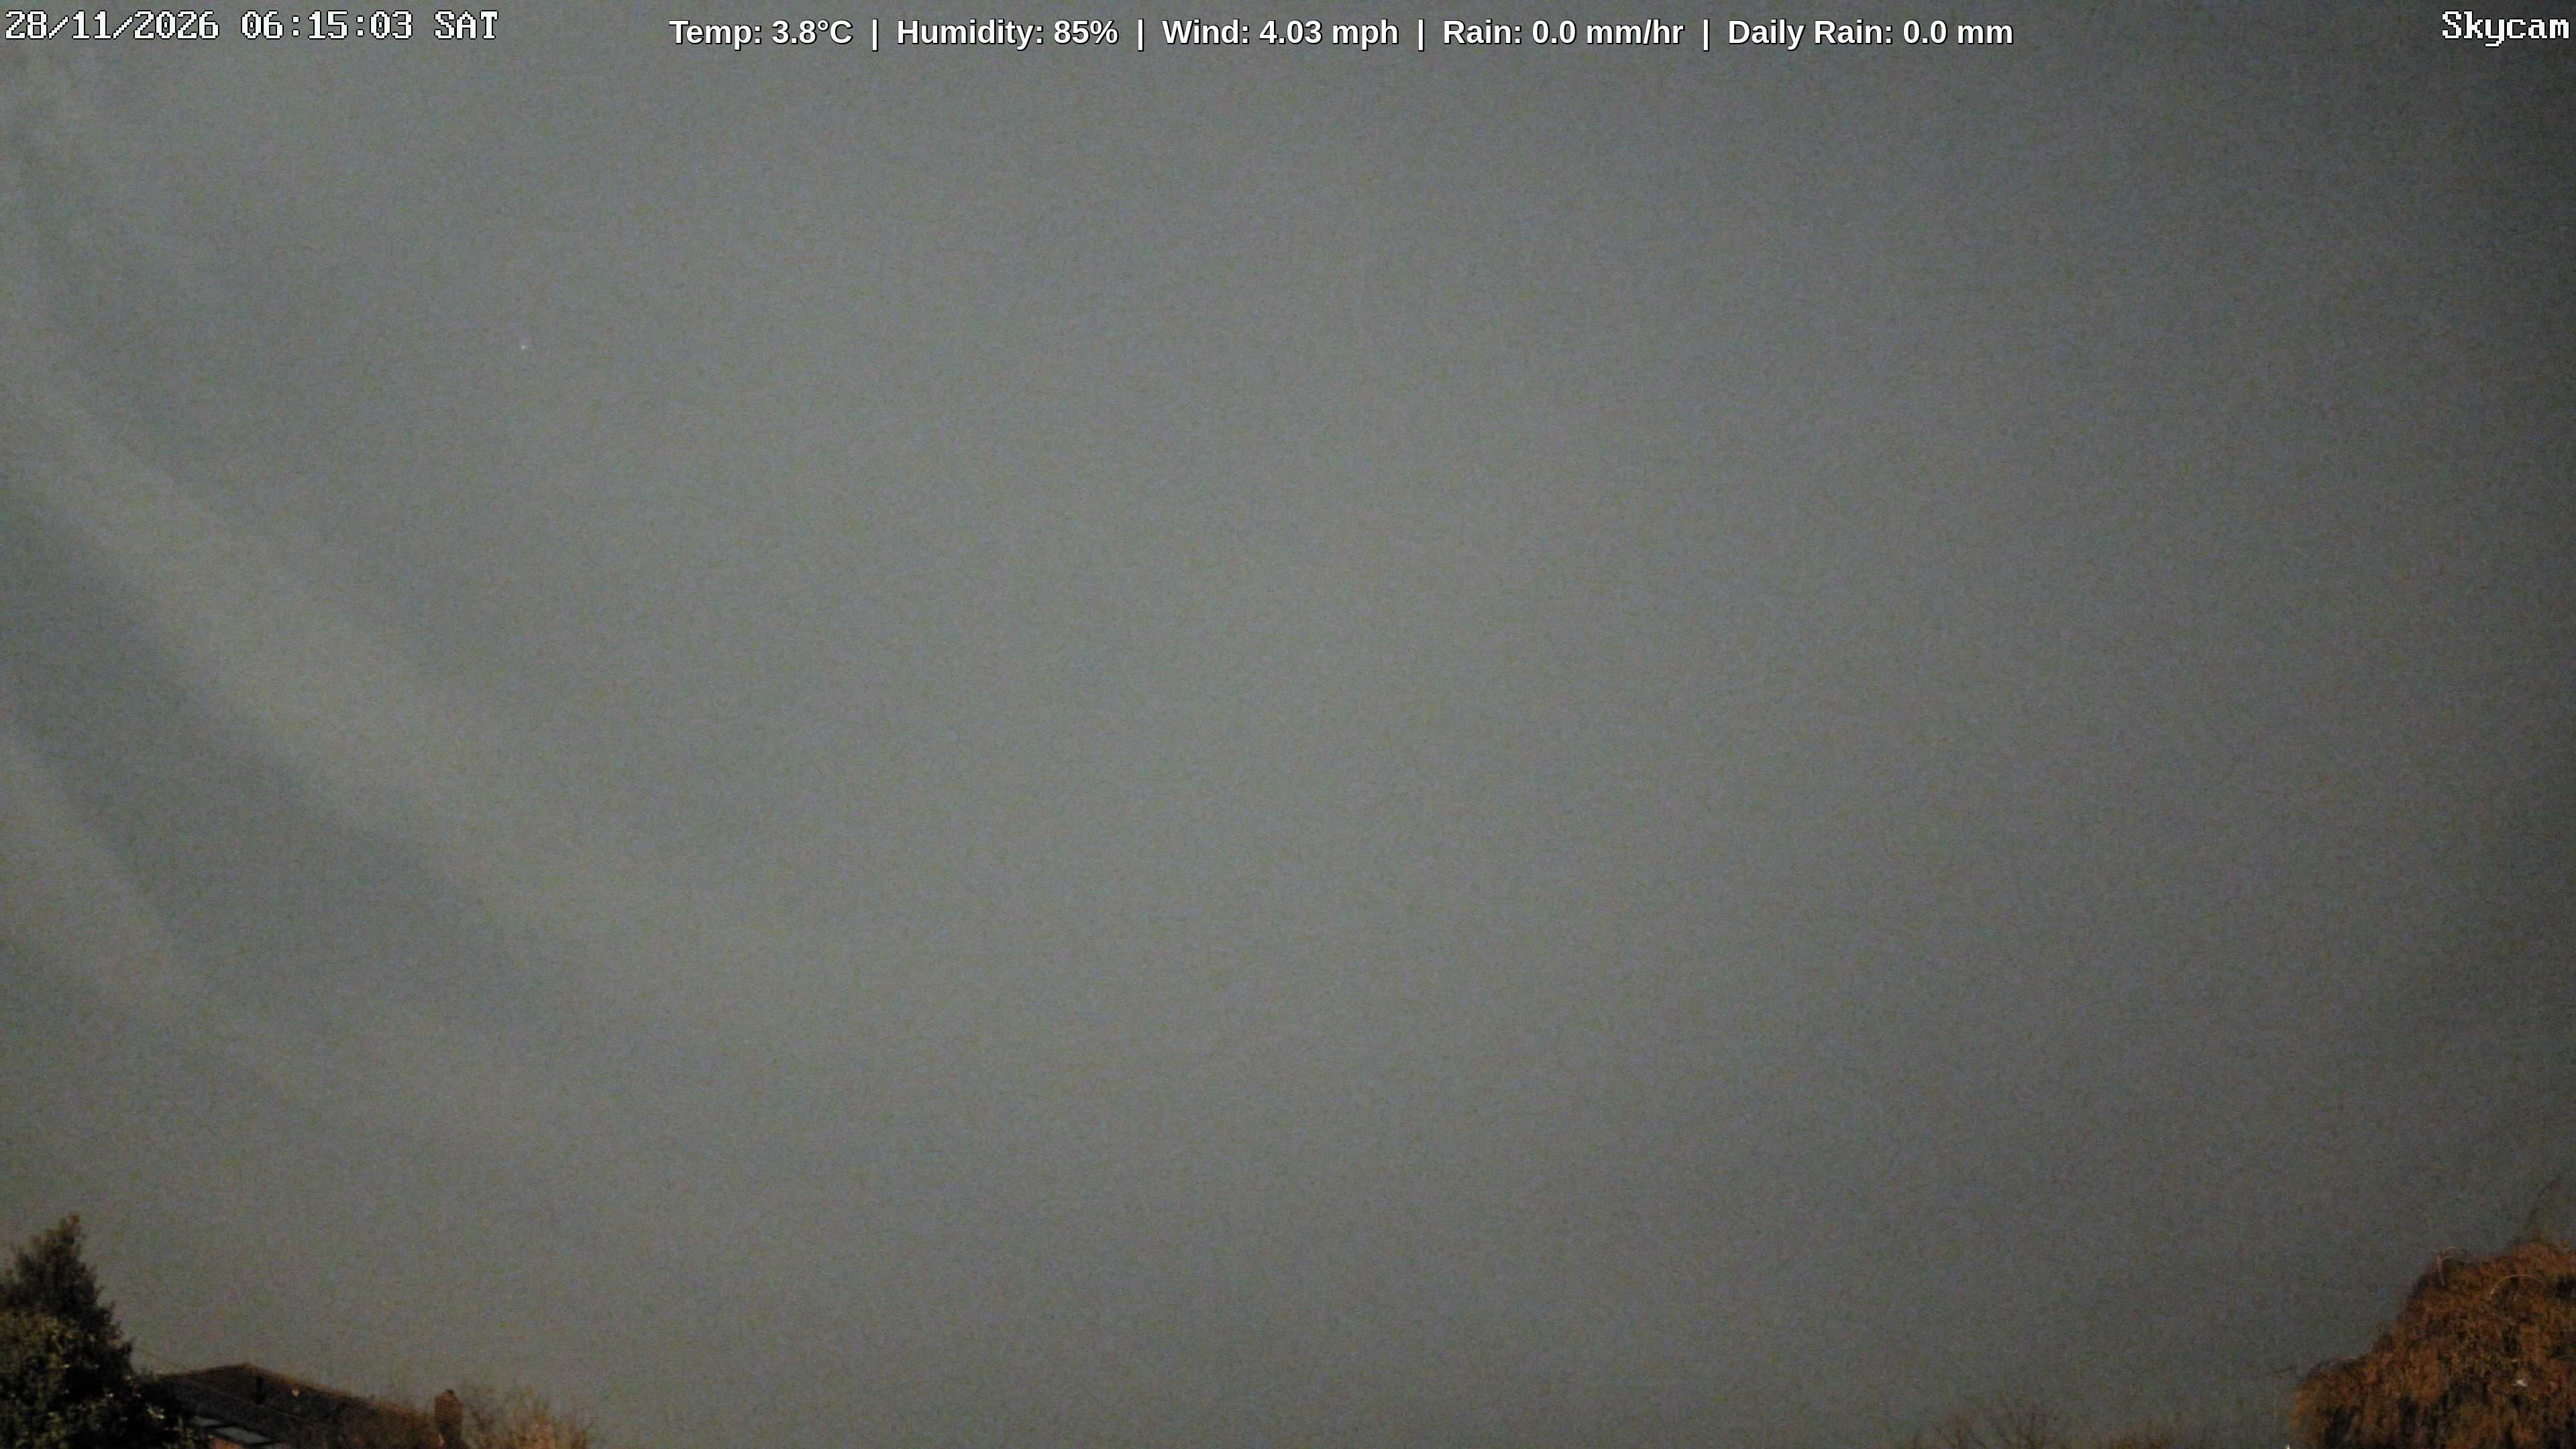 28/11/2026 06:15:03 SAT
Temp: 3.8°C | Humidity: 85% | Wind: 4.03 mph | Rain: 0.0 mm/hr | Daily Rain: 0.0 mm
Skycam